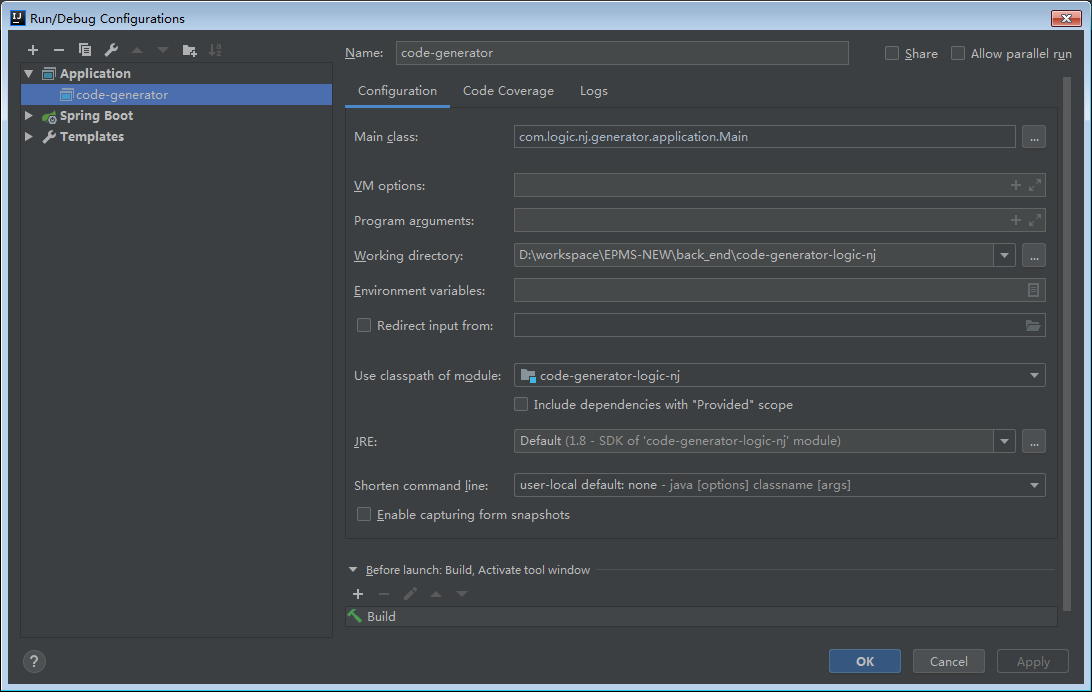 Run/Debug Configurations
Name: code-generator
Share
Allow parallel run
Application
code-generator
Spring Boot
Templates
Configuration Code Coverage Logs
Main class: com.logic.nj.generator.application.Main ...
VM options:
Program arguments:
Working directory: D:\workspace\EPMS-NEW\back_end\code-generator-logic-nj ...
Environment variables:
Redirect input from:
Use classpath of module: code-generator-logic-nj
Include dependencies with "Provided" scope
JRE: Default (1.8 - SDK of 'code-generator-logic-nj' module) ...
Shorten command line: user-local default: none - java [options] classname [args]
Enable capturing form snapshots
Before launch: Build, Activate tool window
Build
? OK Cancel Apply